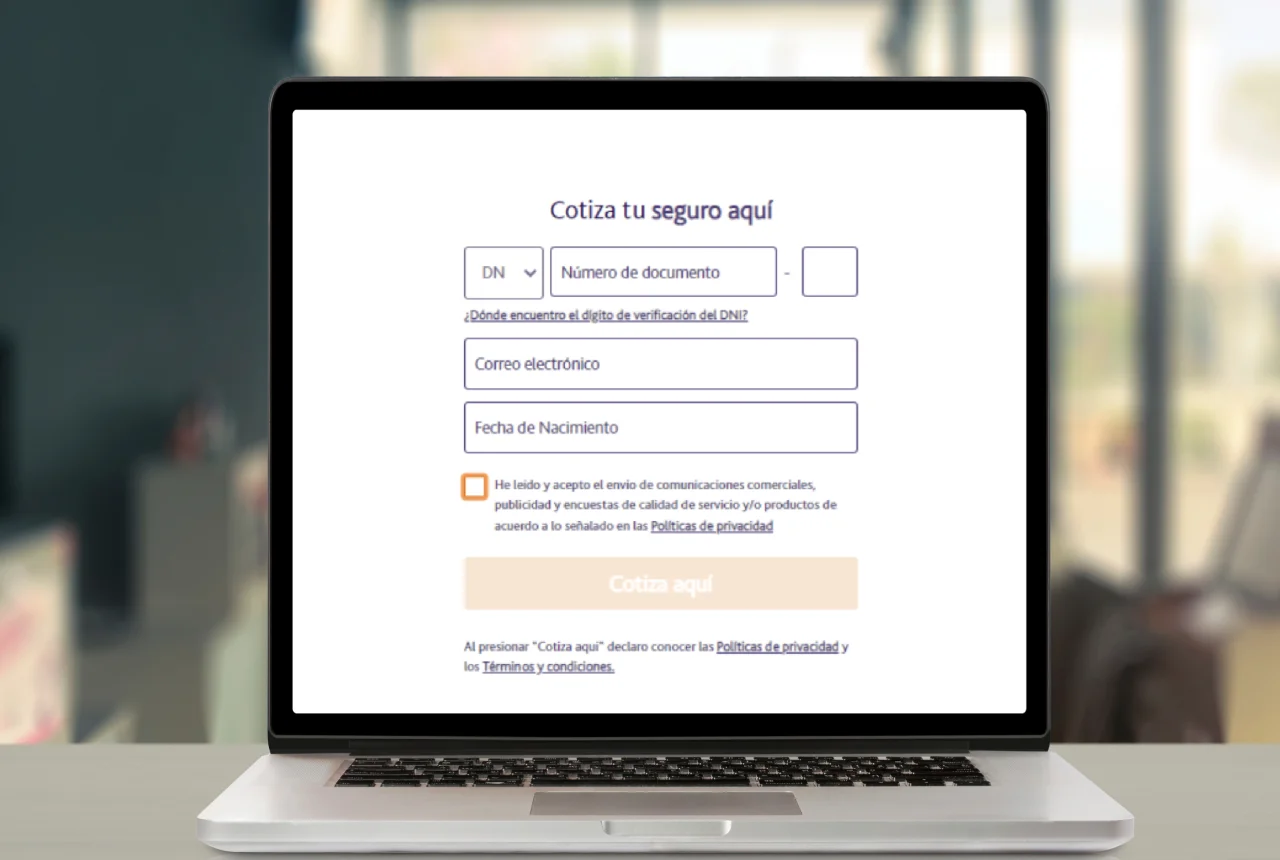 Cotiza tu seguro aquí
DN Número de documento -
¿Dónde encuentro el dígito de verificación del DNI?
Correo electrónico
Fecha de Nacimiento
He leído y acepto el envío de comunicaciones comerciales,
publicidad y encuestas de calidad de servicio y/o productos de
acuerdo a lo señalado en las Políticas de privacidad
Cotiza aquí
Al presionar "Cotiza aquí" declaro conocer las Políticas de privacidad y
los Términos y condiciones.